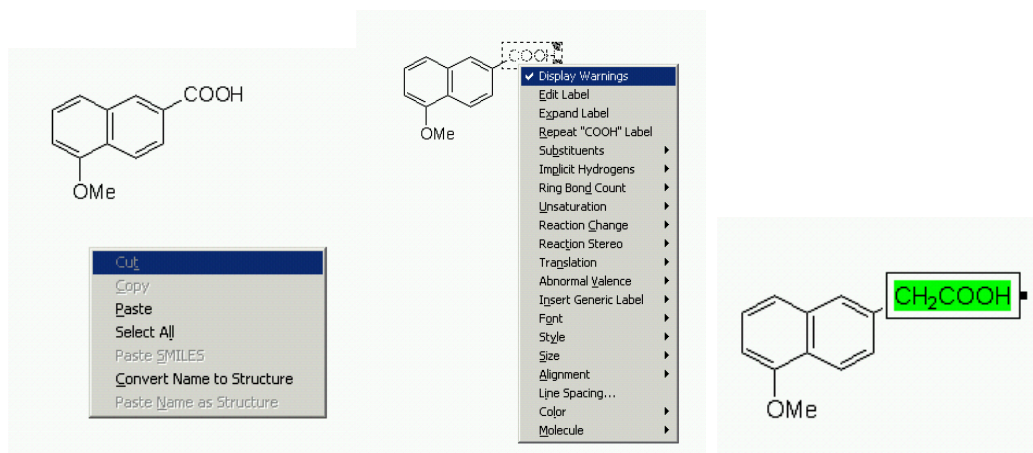 COOH
OMe
Cut
Copy
Paste
Select All
Paste SMILES
Convert Name to Structure
Paste Name as Structure
COOH
OMe
Display Warnings
Edit Label
Expand Label
Repeat "COOH" Label
Substituents
Implicit Hydrogens
Ring Bond Count
Unsaturation
Reaction Change
Reaction Stereo
Translation
Abnormal Valence
Insert Generic Label
Font
Style
Size
Alignment
Line Spacing...
Color
Molecule
CH₂COOH
OMe